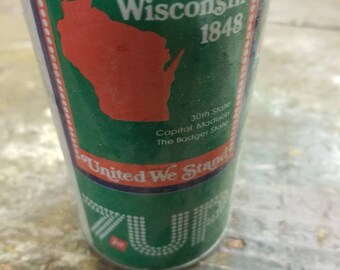 Wisconsin
1848
30th State
Capital, Madison
The Badger State
United We Stand
7UP